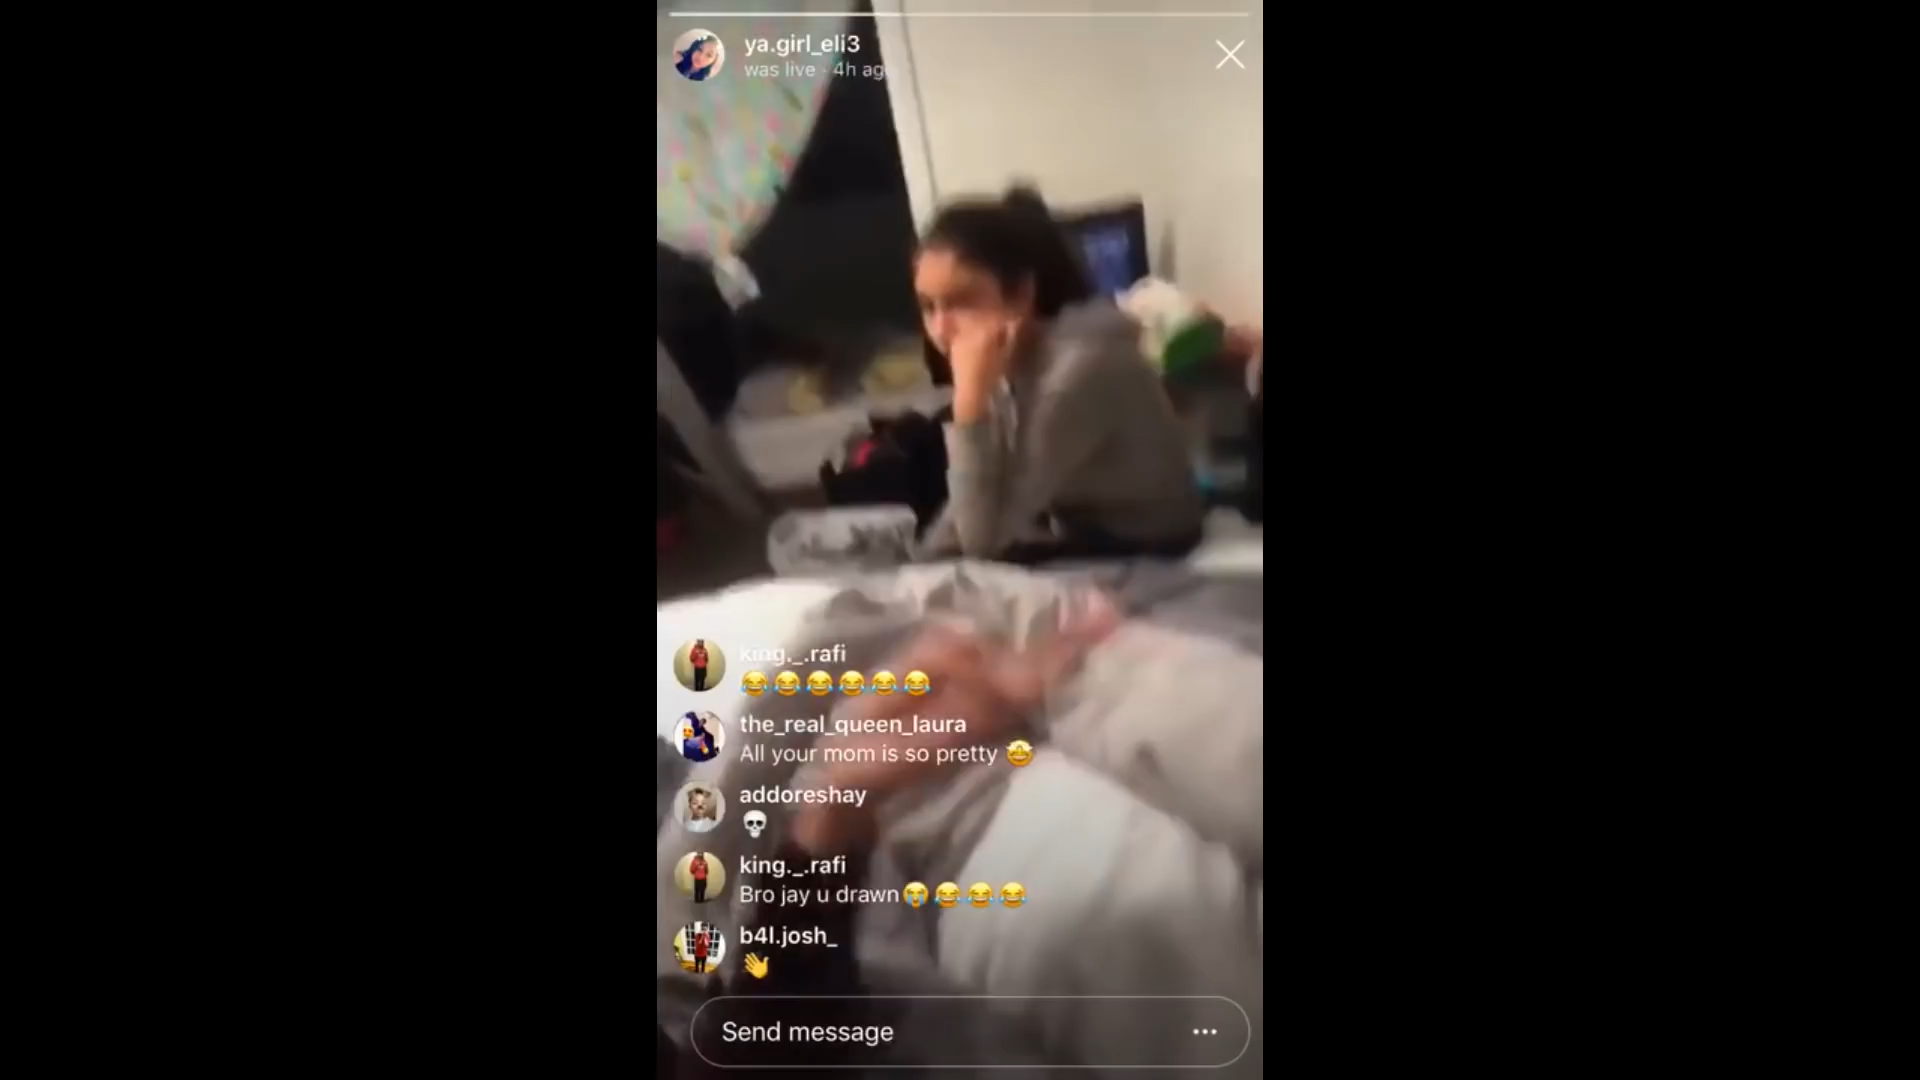 ya.girl_eli3
was live · 4h ag
king._.rafi
😂😂😂😂😂😂
the_real_queen_laura
All your mom is so pretty 🤩
addoreshay
💀
king._.rafi
Bro jay u drawn😭😂😂😂
b4l.josh_
👋
Send message